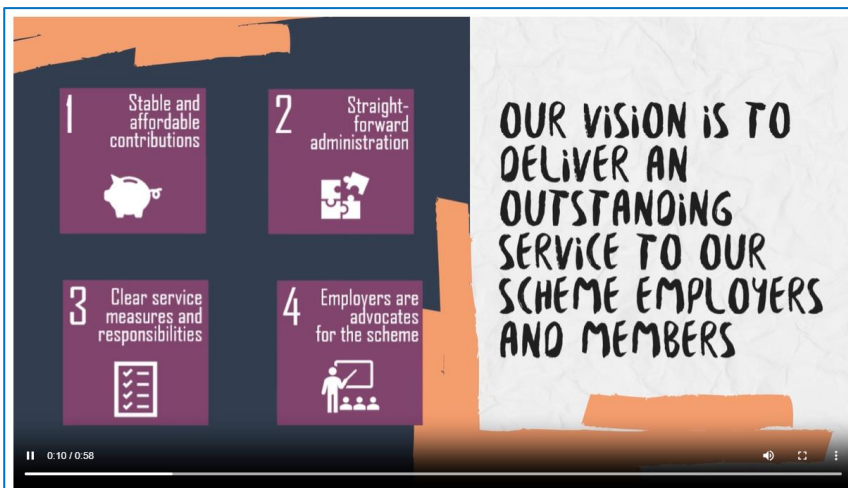 1
Stable and
affordable
contributions
2
Straight-
forward
administration
3
Clear service
measures and
responsibilities
4
Employers are
advocates
for the scheme
OUR VISION IS TO
DELIVER AN
OUTSTANDING
SERVICE TO OUR
SCHEME EMPLOYERS
AND MEMBERS
0:10 / 0:58